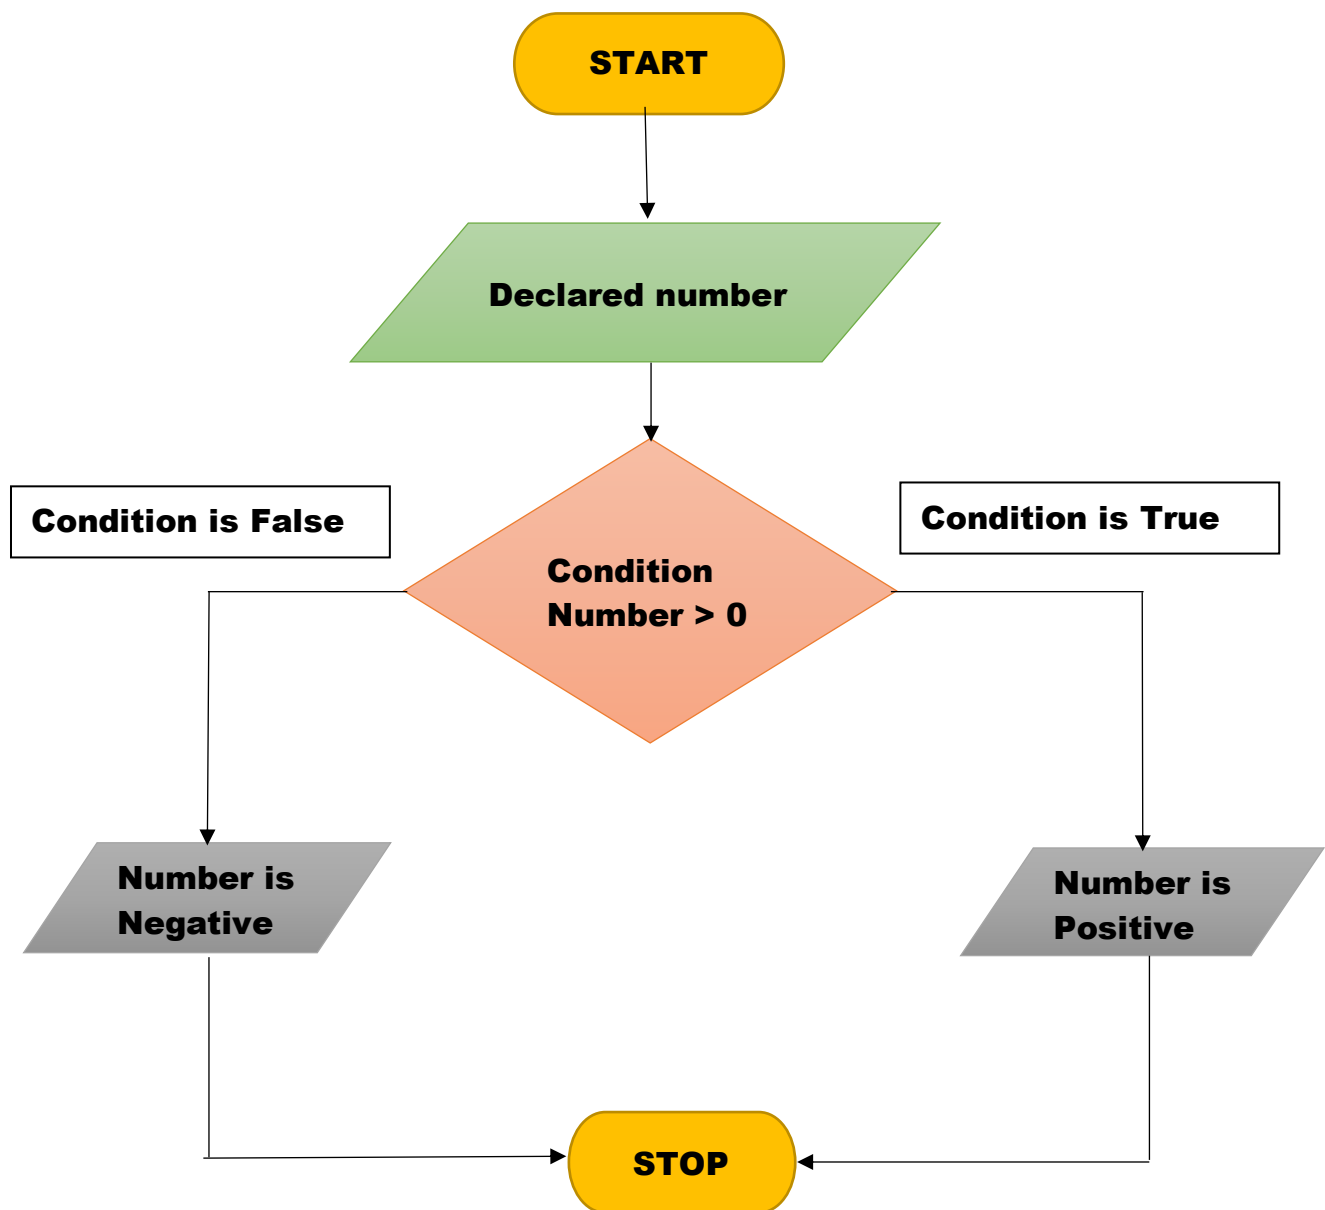 START
Declared number
Condition is False
Condition is True
Condition
Number > 0
Number is
Negative
Number is
Positive
STOP